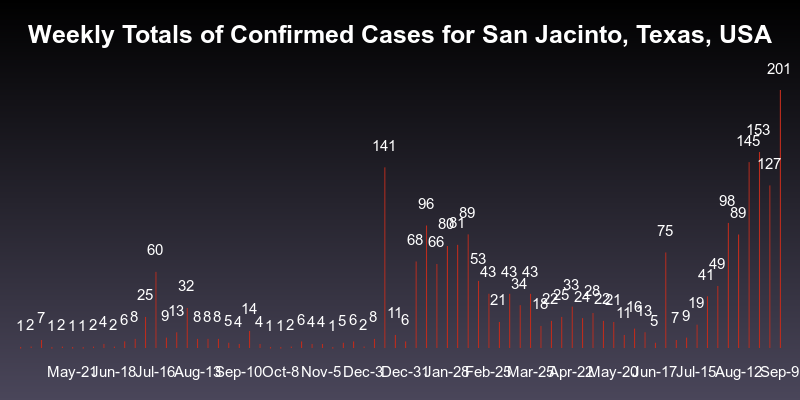 Weekly Totals of Confirmed Cases for San Jacinto, Texas, USA
1 2 7 1 2 1 1 2 4 2 6 8 25 60 9 13 32 8 8 8 5 4 14 4 1 1 2 6 4 4 1 5 6 2 8 141 11 6 68 96 66 80 81 89 53 43 21 43 34 43 18 22 25 33 24 28 22 21 11 16 13 5 75 7 9 19 41 49 98 89 145 153 127 201
May-21 Jun-18 Jul-16 Aug-13 Sep-10 Oct-8 Nov-5 Dec-3 Dec-31 Jan-28 Feb-25 Mar-25 Apr-22 May-20 Jun-17 Jul-15 Aug-12 Sep-9